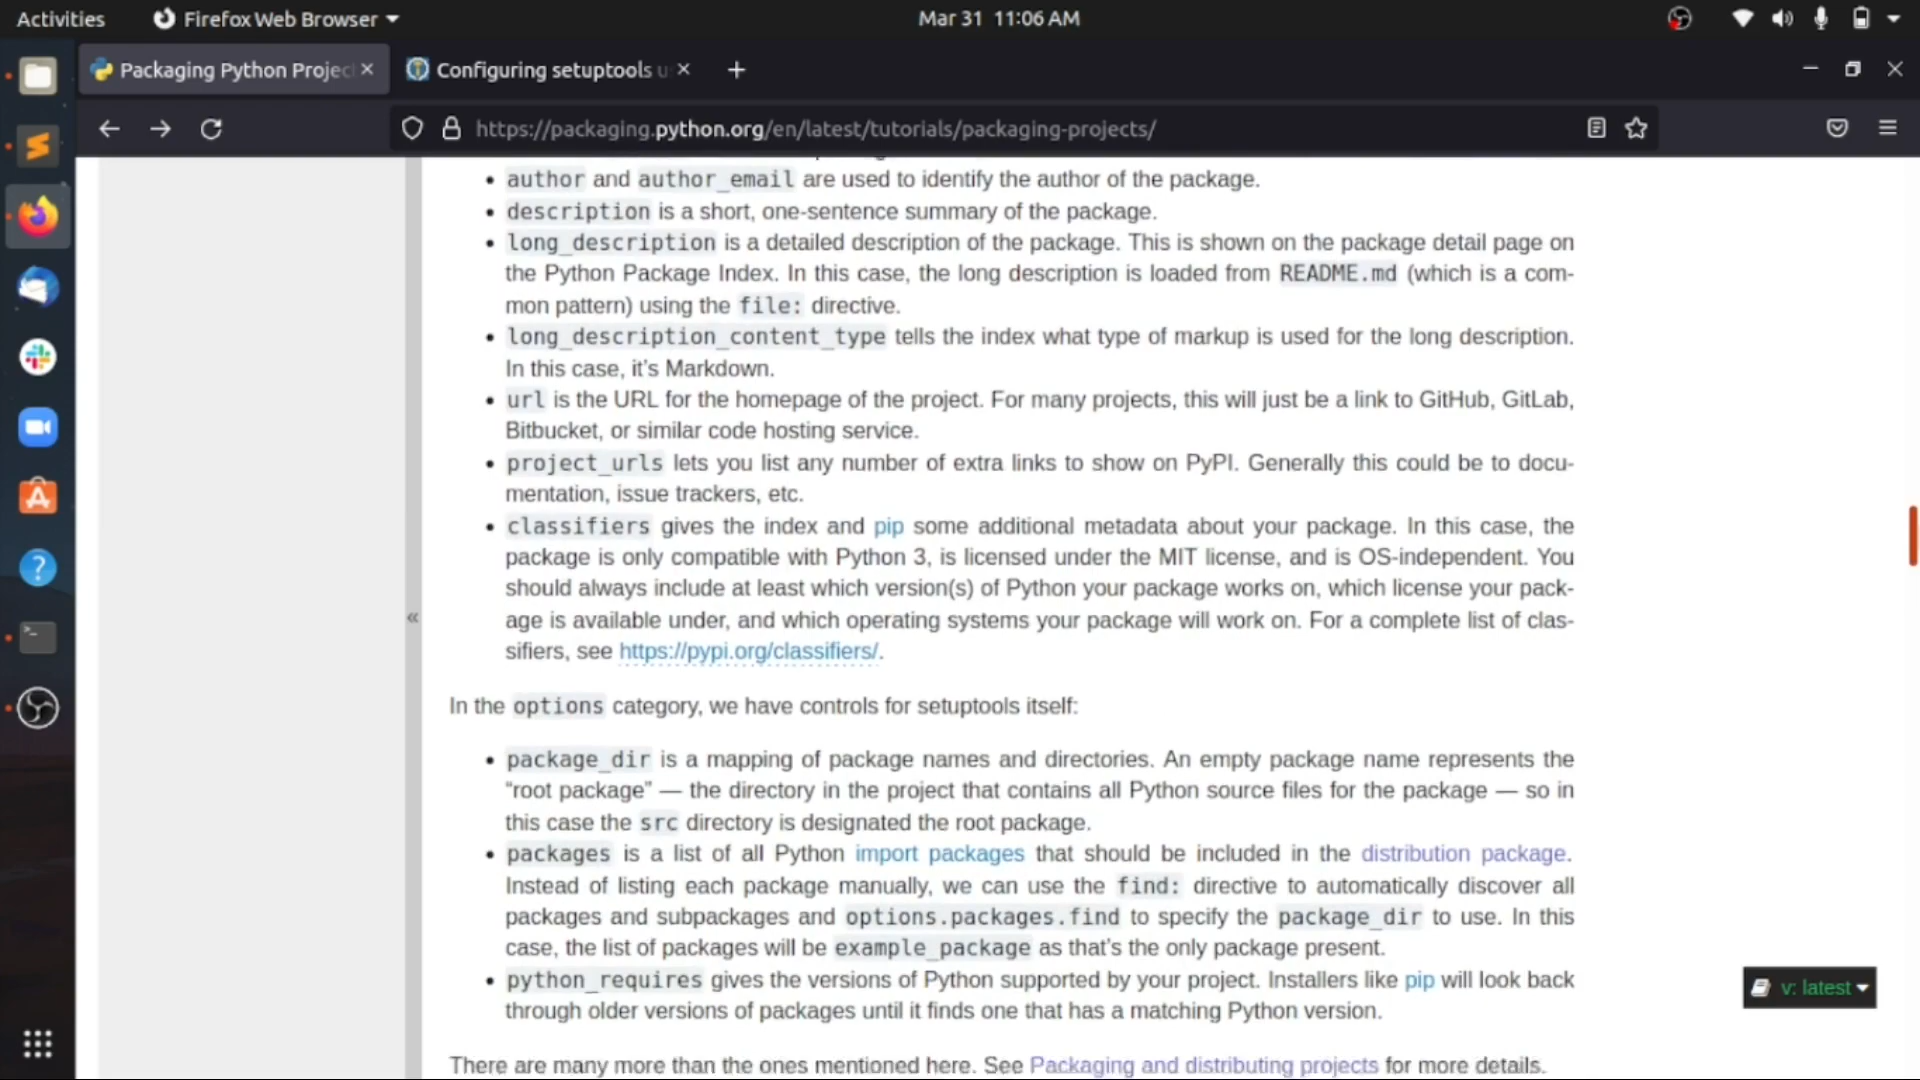 Activities Firefox Web Browser Mar 31 11:06 AM
Packaging Python Projec Configuring setuptools u
https://packaging.python.org/en/latest/tutorials/packaging-projects/
• author and author_email are used to identify the author of the package.
• description is a short, one-sentence summary of the package.
• long_description is a detailed description of the package. This is shown on the package detail page on
the Python Package Index. In this case, the long description is loaded from README.md (which is a com-
mon pattern) using the file: directive.
• long_description_content_type tells the index what type of markup is used for the long description.
In this case, it's Markdown.
• url is the URL for the homepage of the project. For many projects, this will just be a link to GitHub, GitLab,
Bitbucket, or similar code hosting service.
• project_urls lets you list any number of extra links to show on PyPI. Generally this could be to docu-
mentation, issue trackers, etc.
• classifiers gives the index and pip some additional metadata about your package. In this case, the
package is only compatible with Python 3, is licensed under the MIT license, and is OS-independent. You
should always include at least which version(s) of Python your package works on, which license your pack-
age is available under, and which operating systems your package will work on. For a complete list of clas-
sifiers, see https://pypi.org/classifiers/.
«
In the options category, we have controls for setuptools itself:
• package_dir is a mapping of package names and directories. An empty package name represents the
“root package” — the directory in the project that contains all Python source files for the package — so in
this case the src directory is designated the root package.
• packages is a list of all Python import packages that should be included in the distribution package.
Instead of listing each package manually, we can use the find: directive to automatically discover all
packages and subpackages and options.packages.find to specify the package_dir to use. In this
case, the list of packages will be example_package as that's the only package present.
• python_requires gives the versions of Python supported by your project. Installers like pip will look back
through older versions of packages until it finds one that has a matching Python version.
v: latest
There are many more than the ones mentioned here. See Packaging and distributing projects for more details.